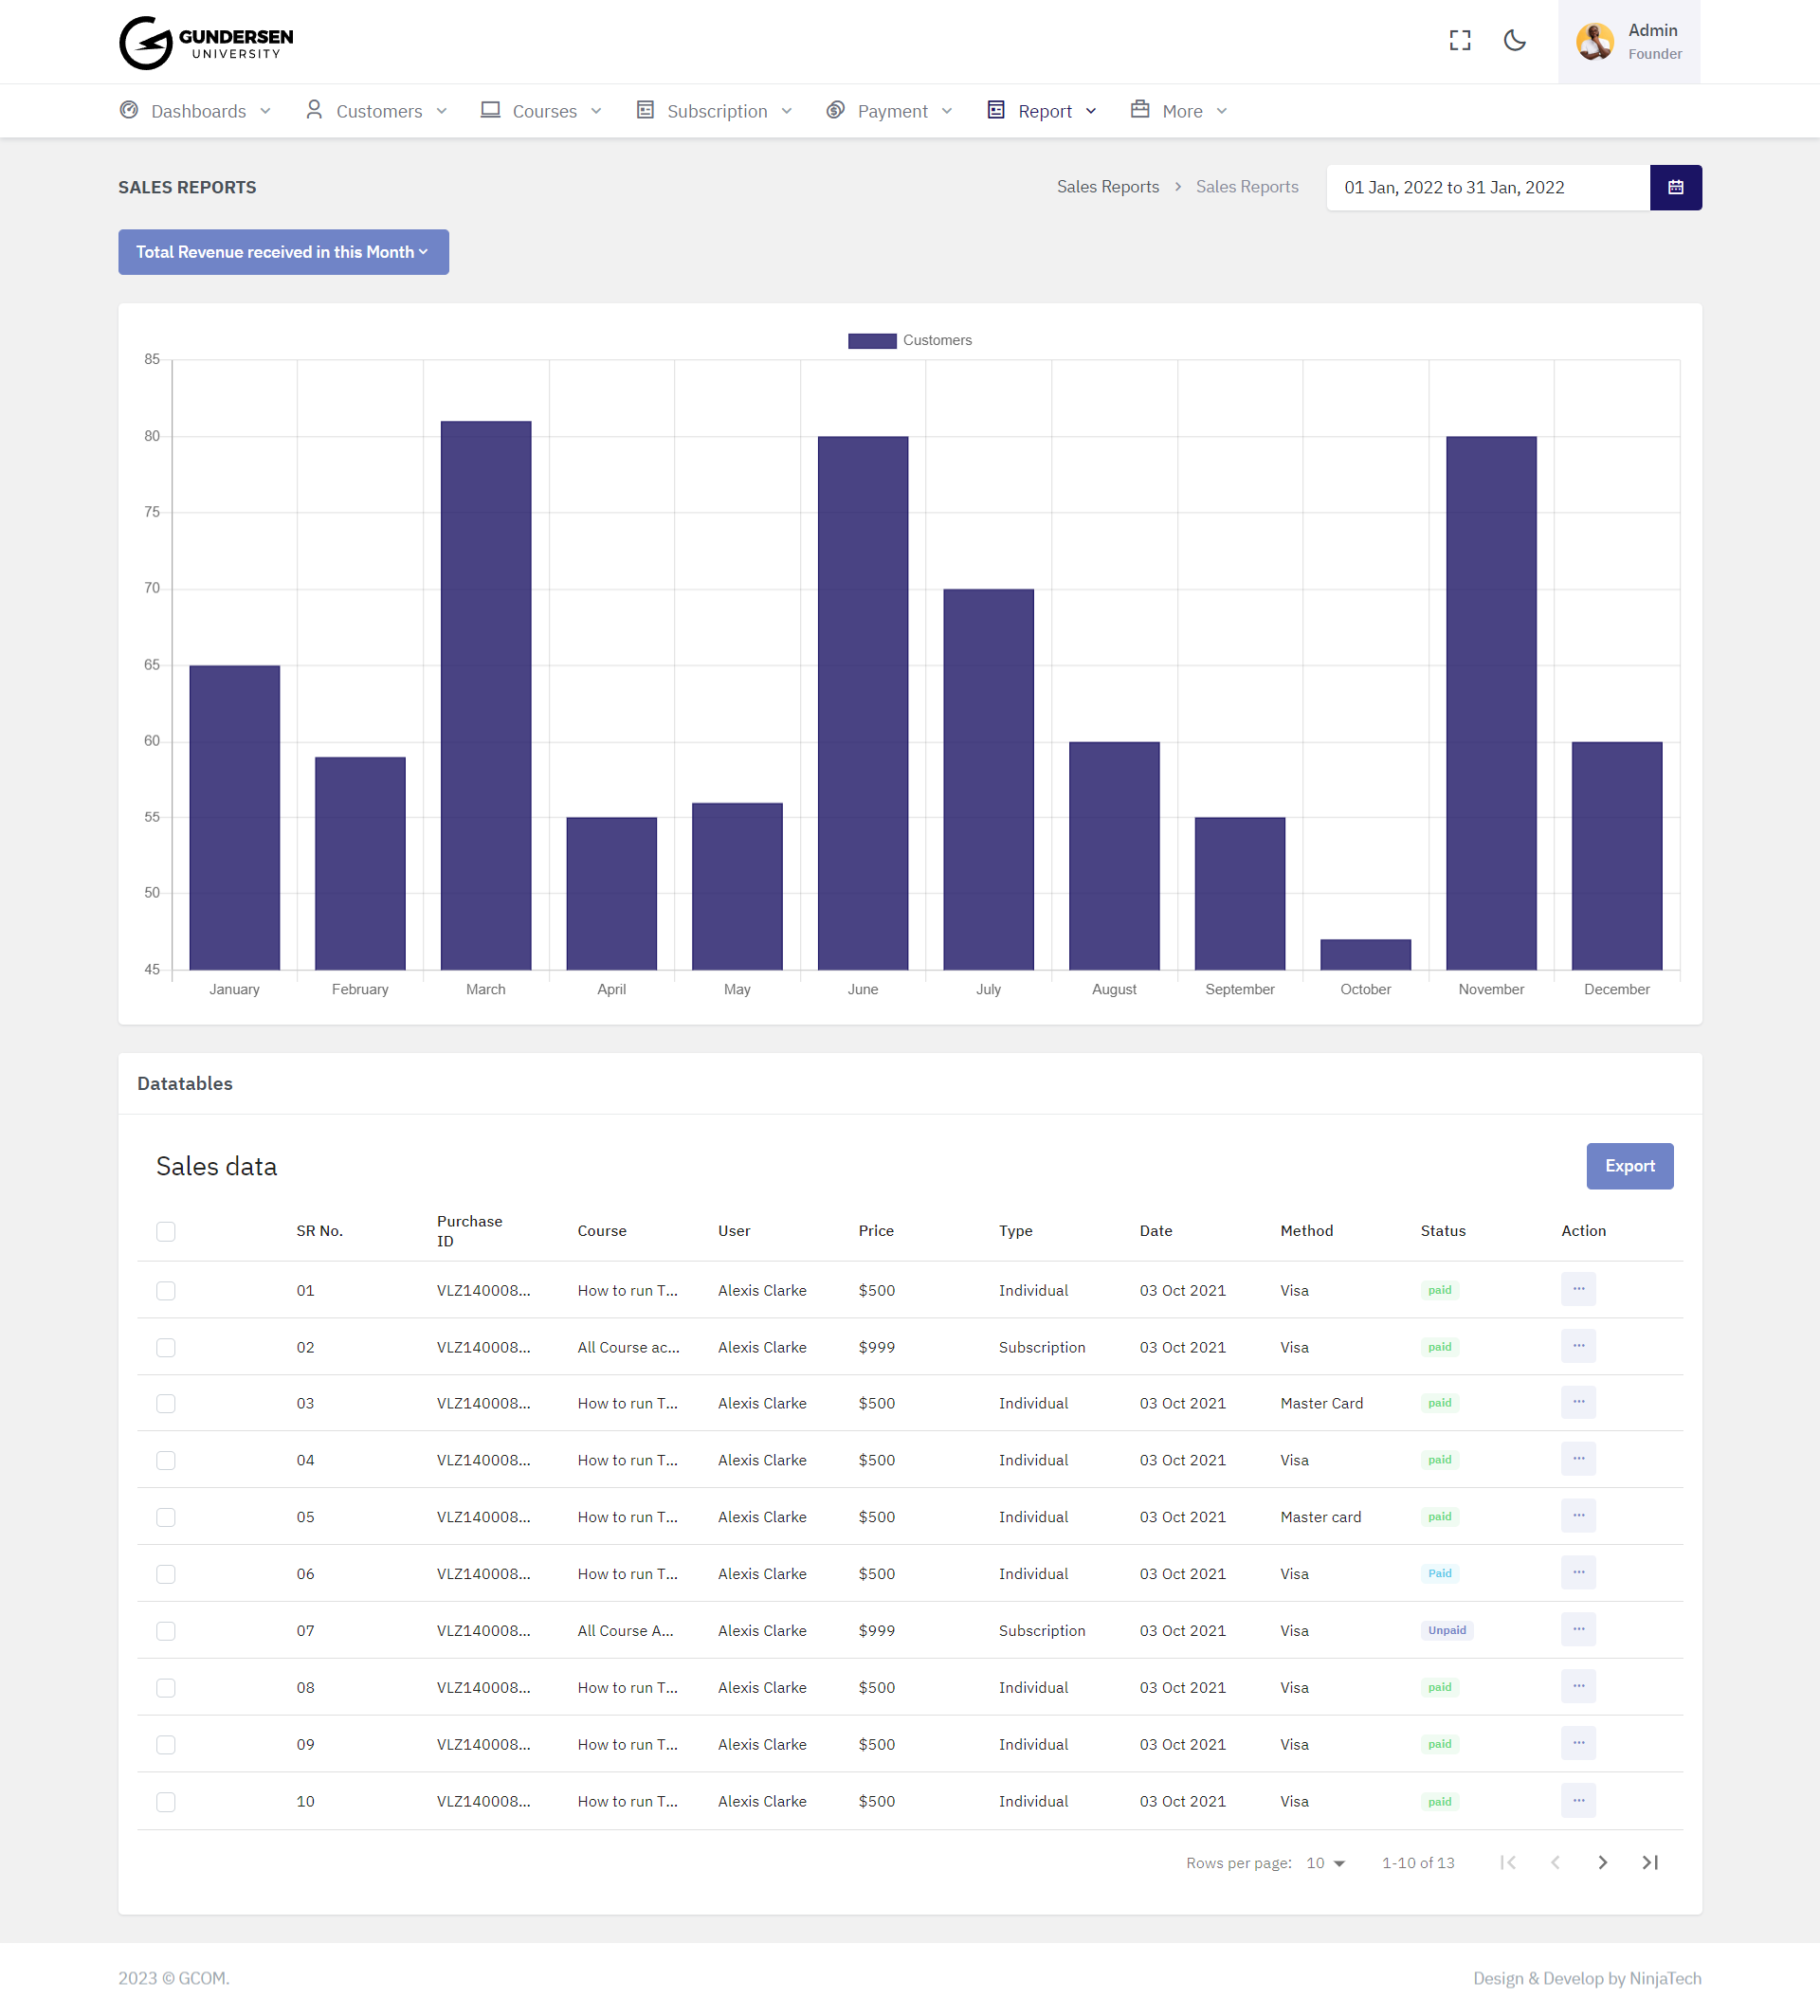 GUNDERSEN
UNIVERSITY
Admin
Founder
Dashboards Customers Courses Subscription Payment Report More
SALES REPORTS
Sales Reports > Sales Reports
01 Jan, 2022 to 31 Jan, 2022
Total Revenue received in this Month
Customers
85
80
75
70
65
60
55
50
45
January February March April May June July August September October November December
Datatables
Sales data
Export
SR No. Purchase ID Course User Price Type Date Method Status Action
01 VLZ140008... How to run T... Alexis Clarke $500 Individual 03 Oct 2021 Visa paid ...
02 VLZ140008... All Course ac... Alexis Clarke $999 Subscription 03 Oct 2021 Visa paid ...
03 VLZ140008... How to run T... Alexis Clarke $500 Individual 03 Oct 2021 Master Card paid ...
04 VLZ140008... How to run T... Alexis Clarke $500 Individual 03 Oct 2021 Visa paid ...
05 VLZ140008... How to run T... Alexis Clarke $500 Individual 03 Oct 2021 Master card paid ...
06 VLZ140008... How to run T... Alexis Clarke $500 Individual 03 Oct 2021 Visa Paid ...
07 VLZ140008... All Course A... Alexis Clarke $999 Subscription 03 Oct 2021 Visa Unpaid ...
08 VLZ140008... How to run T... Alexis Clarke $500 Individual 03 Oct 2021 Visa paid ...
09 VLZ140008... How to run T... Alexis Clarke $500 Individual 03 Oct 2021 Visa paid ...
10 VLZ140008... How to run T... Alexis Clarke $500 Individual 03 Oct 2021 Visa paid ...
Rows per page: 10 1-10 of 13
2023 © GCOM.
Design & Develop by NinjaTech